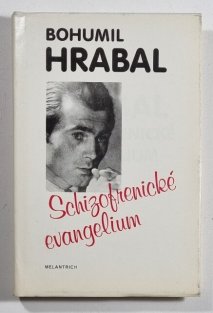 BOHUMIL
HRABAL
Schizofrenické
evangelium
MELANTRICH